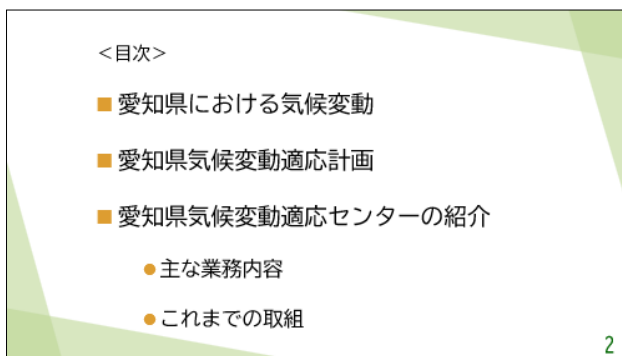 ＜目次＞
■ 愛知県における気候変動
■ 愛知県気候変動適応計画
■ 愛知県気候変動適応センターの紹介
● 主な業務内容
● これまでの取組
2